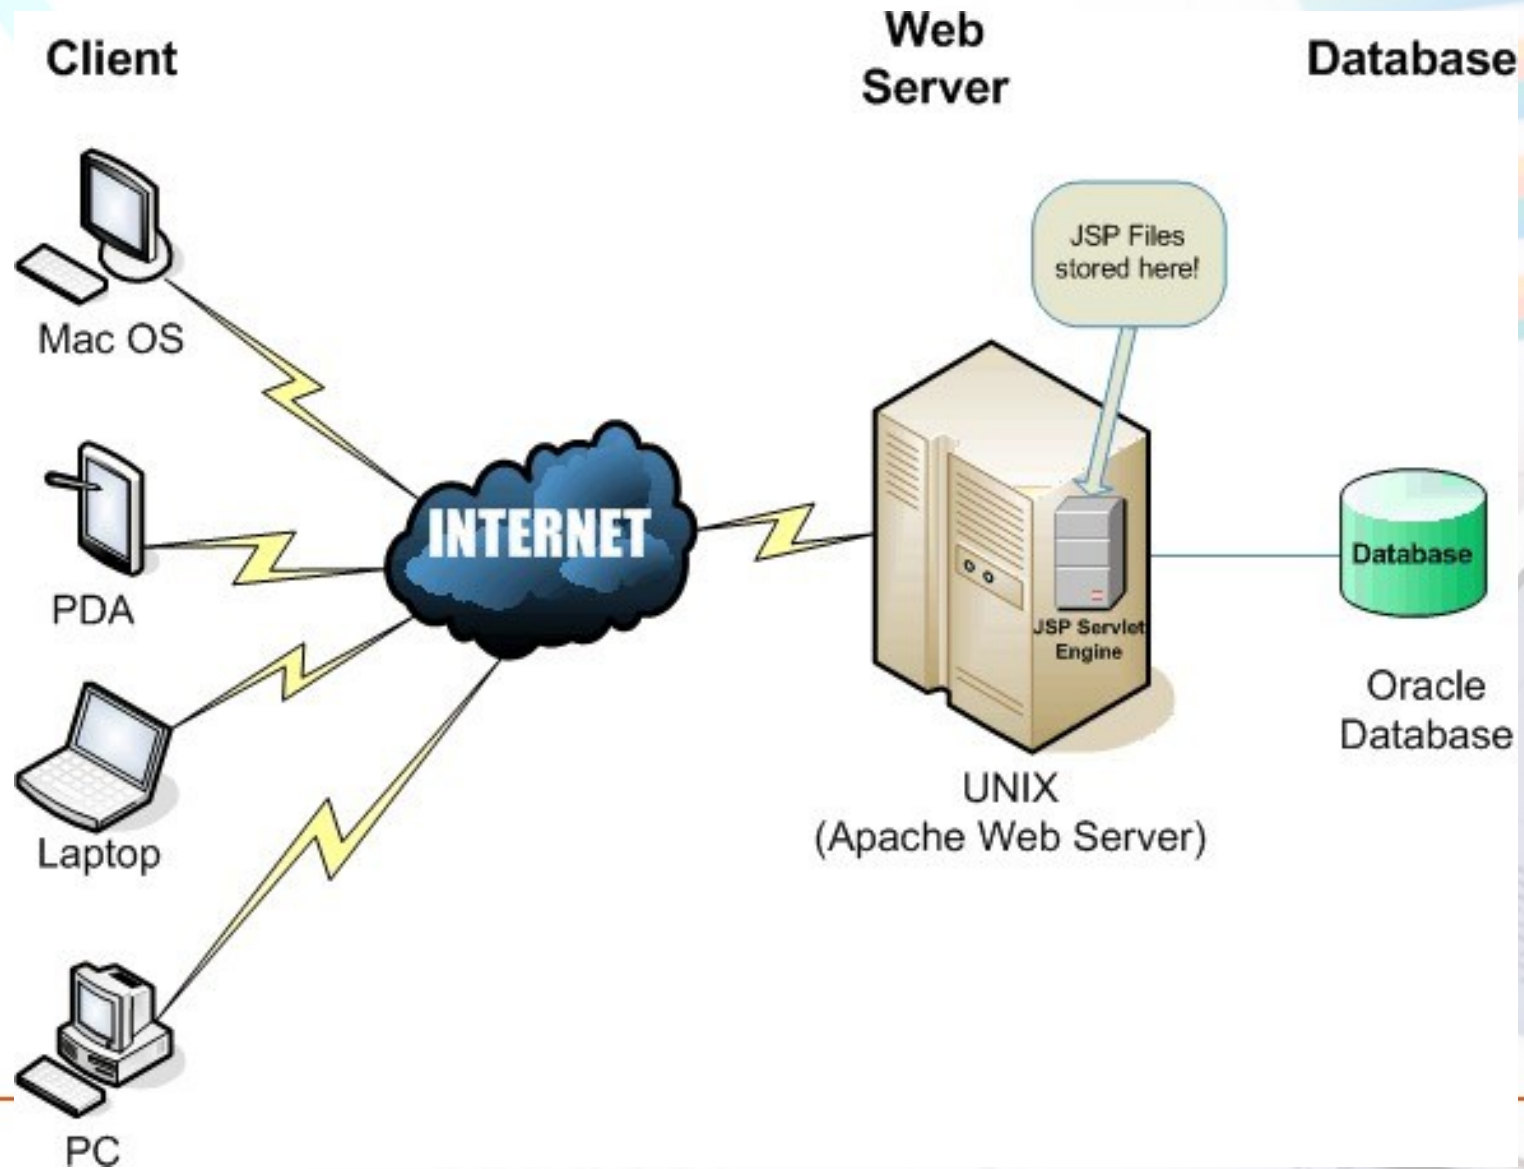 Client
Web
Server
Database
JSP Files
stored here!
Mac OS
PDA
INTERNET
JSP Servlet
Engine
Database
Laptop
UNIX
(Apache Web Server)
Oracle
Database
PC